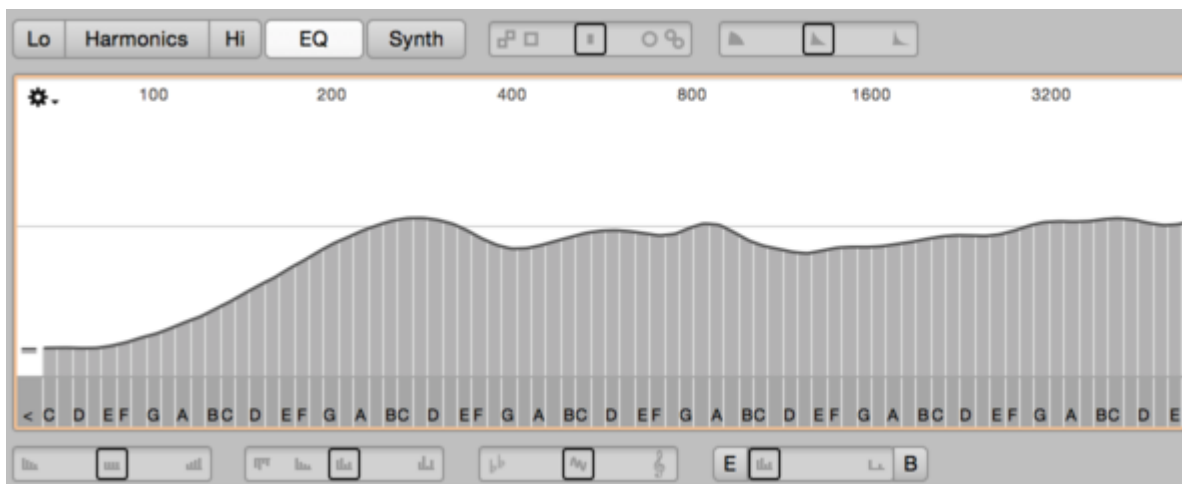 Lo Harmonics Hi EQ Synth
100 200 400 800 1600 3200
< C D E F G A B C D E F G A B C D E F G A B C D E F G A B C D E F G A B C D E F G A B C D E
E B